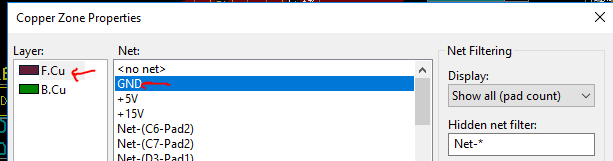 Copper Zone Properties
Layer:
F.Cu
B.Cu
Net:
<no net>
GND
+5V
+15V
Net-(C6-Pad2)
Net-(C7-Pad2)
Net-(D3-Pad1)
Net Filtering
Display:
Show all (pad count)
Hidden net filter:
Net-*